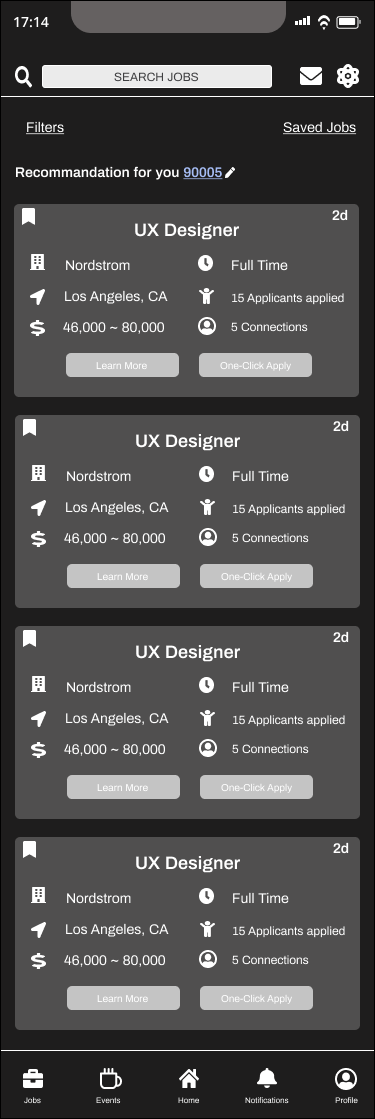 17:14
SEARCH JOBS
Filters Saved Jobs
Recommandation for you 90005
2d
UX Designer
Nordstrom Full Time
Los Angeles, CA 15 Applicants applied
46,000 ~ 80,000 5 Connections
Learn More One-Click Apply
2d
UX Designer
Nordstrom Full Time
Los Angeles, CA 15 Applicants applied
46,000 ~ 80,000 5 Connections
Learn More One-Click Apply
2d
UX Designer
Nordstrom Full Time
Los Angeles, CA 15 Applicants applied
46,000 ~ 80,000 5 Connections
Learn More One-Click Apply
2d
UX Designer
Nordstrom Full Time
Los Angeles, CA 15 Applicants applied
46,000 ~ 80,000 5 Connections
Learn More One-Click Apply
Jobs Events Home Notifications Profile